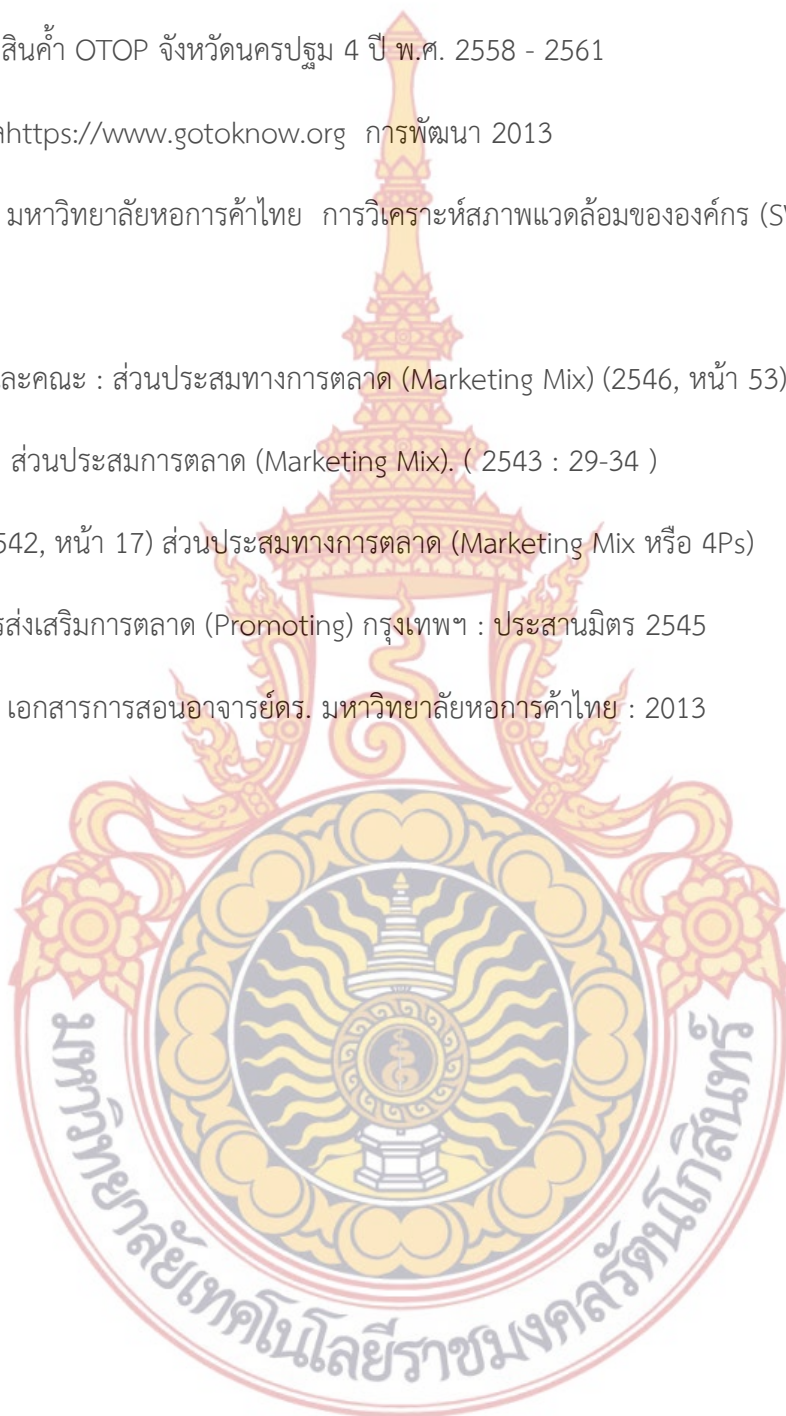 สินค้ำ OTOP จังหวัดนครปฐม 4 ปี พ.ศ. 2558 - 2561
https://www.gotoknow.org การพัฒนา 2013
มหาวิทยาลัยหอการค้าไทย การวิเคราะห์สภาพแวดล้อมขององค์กร (S
ละคณะ : ส่วนประสมทางการตลาด (Marketing Mix) (2546, หน้า 53)
ส่วนประสมการตลาด (Marketing Mix). ( 2543 : 29-34 )
542, หน้า 17) ส่วนประสมทางการตลาด (Marketing Mix หรือ 4Ps)
รส่งเสริมการตลาด (Promoting) กรุงเทพฯ : ประสานมิตร 2545
เอกสารการสอนอาจารย์ดร. มหาวิทยาลัยหอการค้าไทย : 2013
มหาวิทยาลัยเทคโนโลยีราชมงคลรัตนโกสินทร์